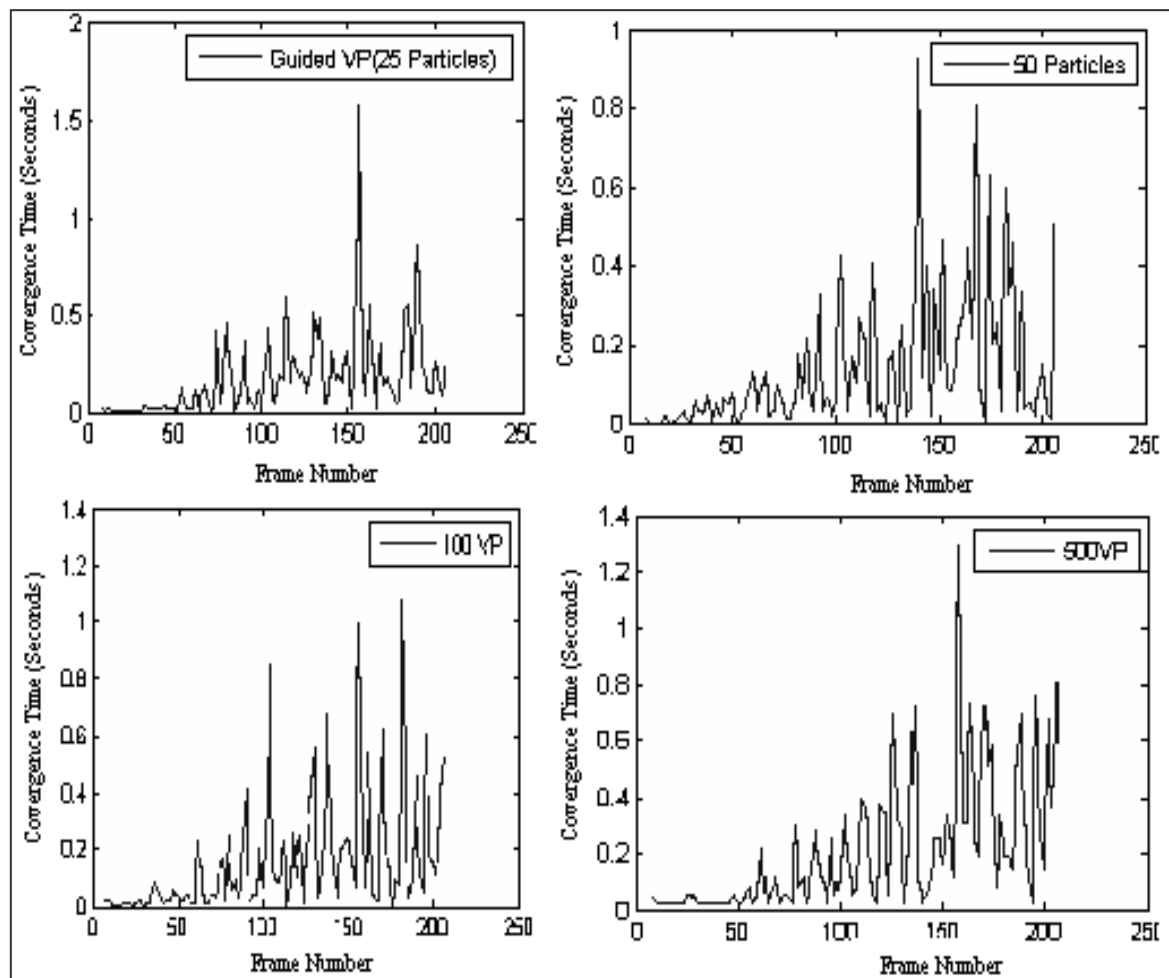 2
Guided VP(25 Particles)
1.5
1
0.5
0
0 50 100 150 200 250
Covergence Time (Seconds)
Frame Number
1
50 Particles
0.8
0.6
0.4
0.2
0
0 50 100 150 200 250
Covergence Time (Seconds)
Frame Number
1.4
100 VP
1.2
1
0.8
0.6
0.4
0.2
0
0 50 100 150 200 250
Covergence Time (Seconds)
Frame Number
1.4
500VP
1.2
1
0.8
0.6
0.4
0.2
0
0 50 100 150 200 250
Covergence Time (Seconds)
Frame Number